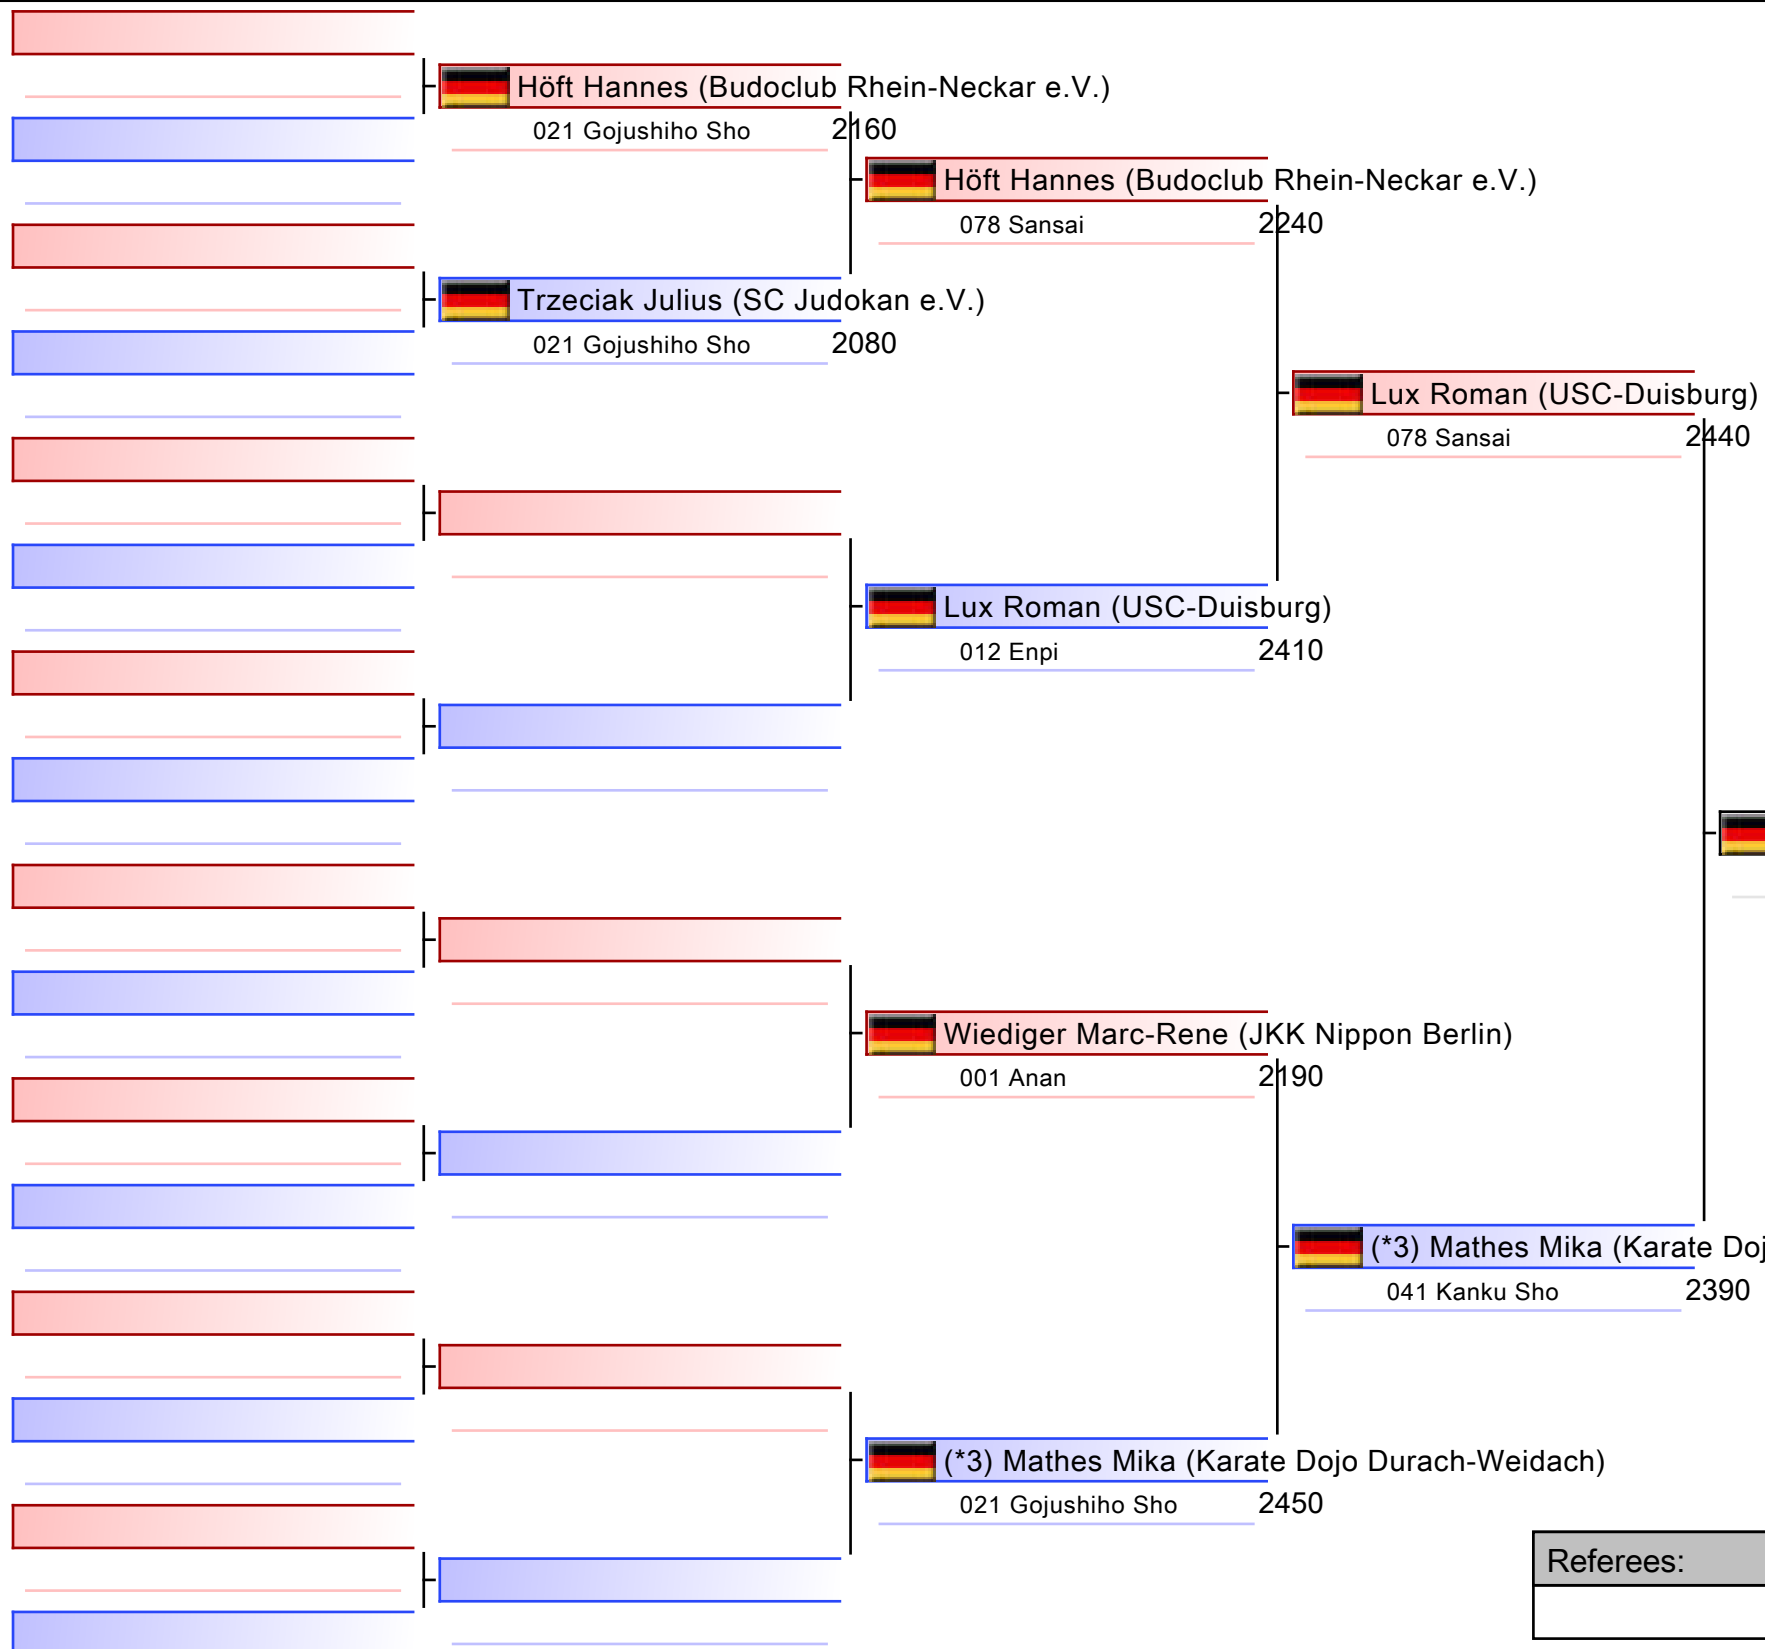 Höft Hannes (Budoclub Rhein-Neckar e.V.)
021 Gojushiho Sho 2160
Höft Hannes (Budoclub Rhein-Neckar e.V.)
078 Sansai 2240
Trzeciak Julius (SC Judokan e.V.)
021 Gojushiho Sho 2080
Lux Roman (USC-Duisburg)
078 Sansai 2440
Lux Roman (USC-Duisburg)
012 Enpi 2410
Wiediger Marc-Rene (JKK Nippon Berlin)
001 Anan 2190
(*3) Mathes Mika (Karate Doj
041 Kanku Sho 2390
(*3) Mathes Mika (Karate Dojo Durach-Weidach)
021 Gojushiho Sho 2450
Referees: